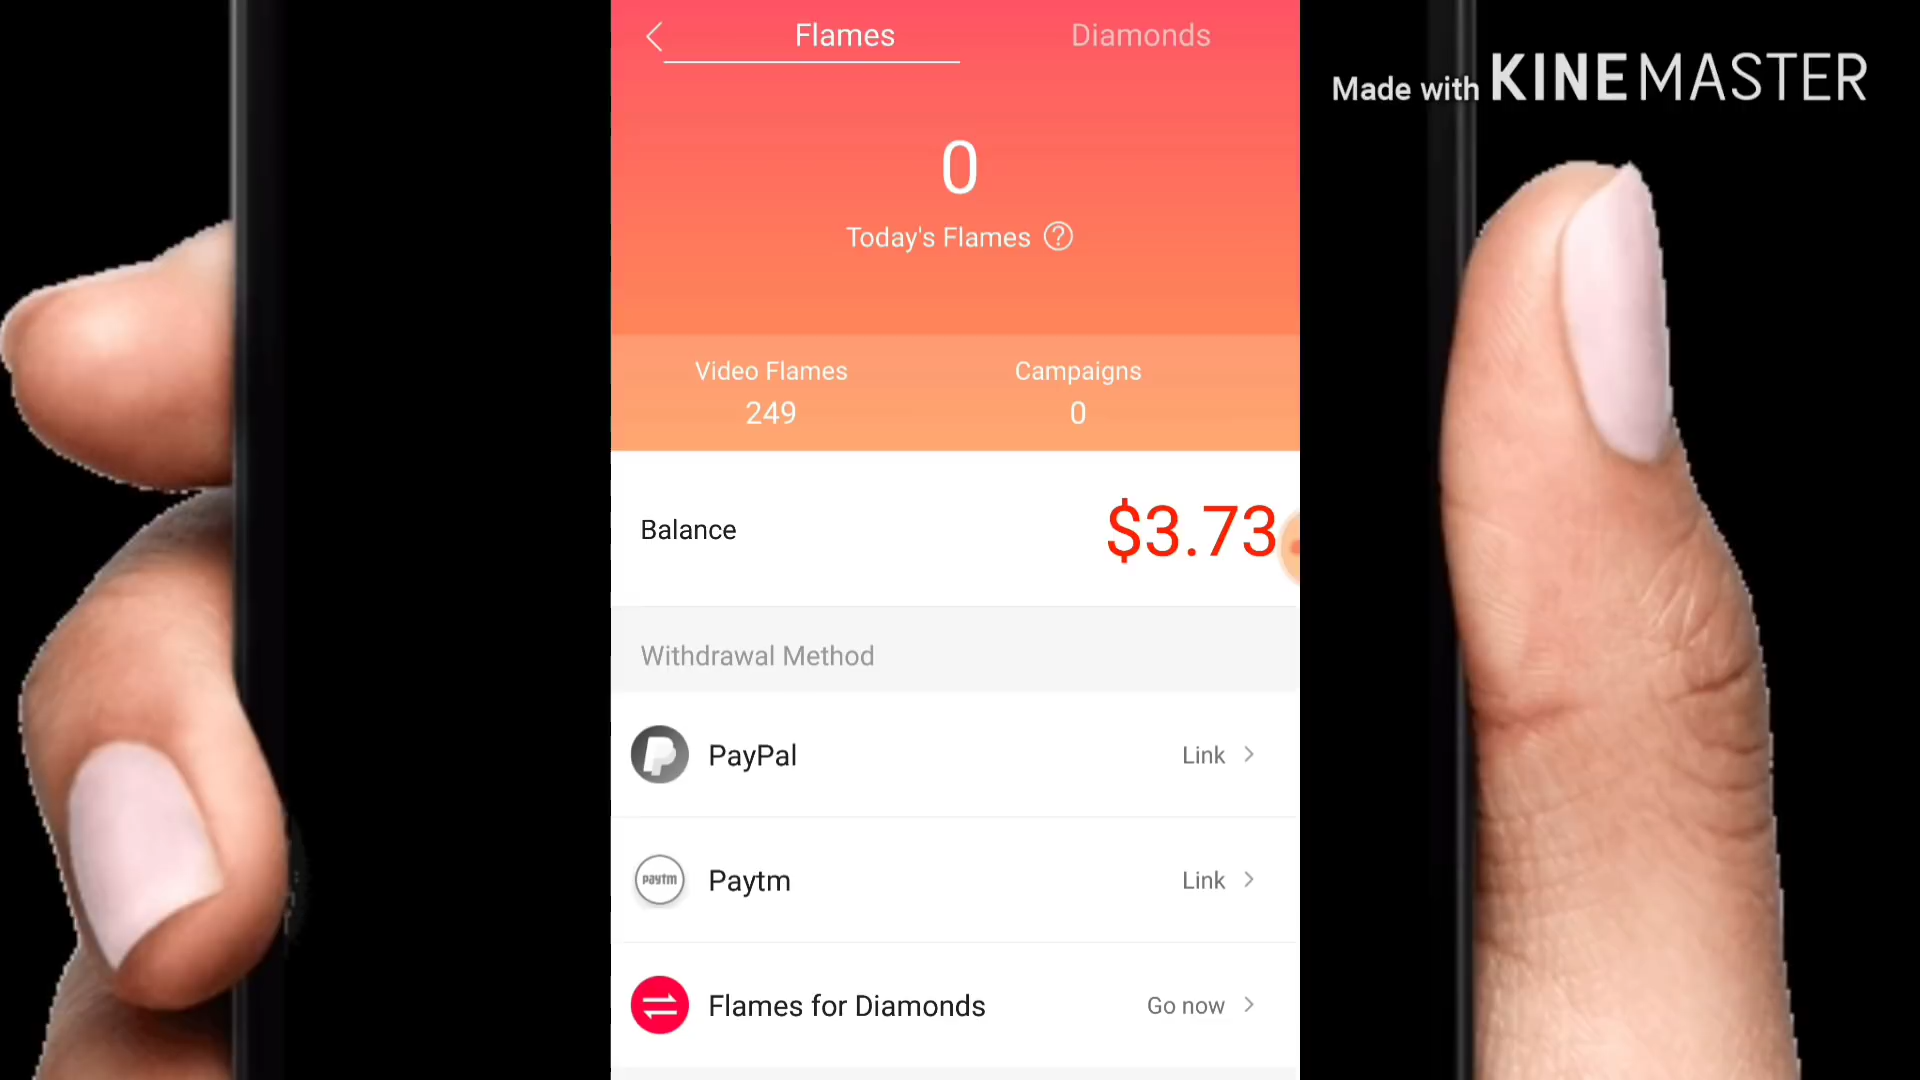 Flames
Diamonds
Made with KINEMASTER
0
Today's Flames ?
Video Flames
Campaigns
249
0
Balance
$3.73
Withdrawal Method
PayPal
Link
paytm
Paytm
Link
Flames for Diamonds
Go now